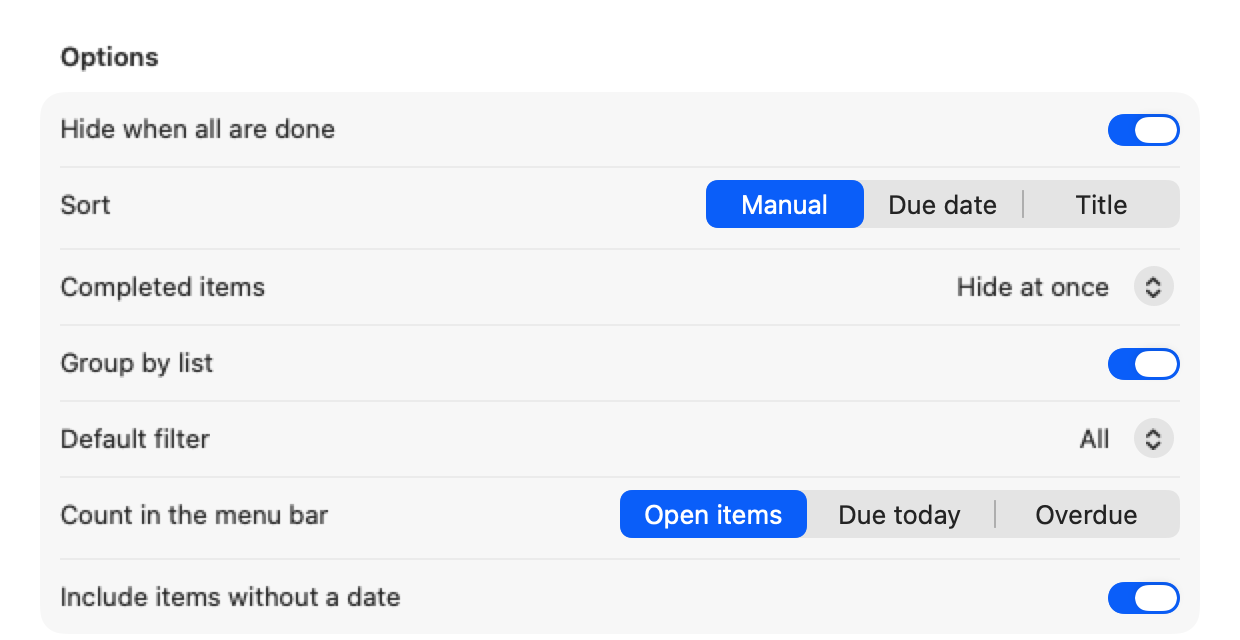 Options
Hide when all are done
Sort Manual Due date Title
Completed items Hide at once
Group by list
Default filter All
Count in the menu bar Open items Due today Overdue
Include items without a date